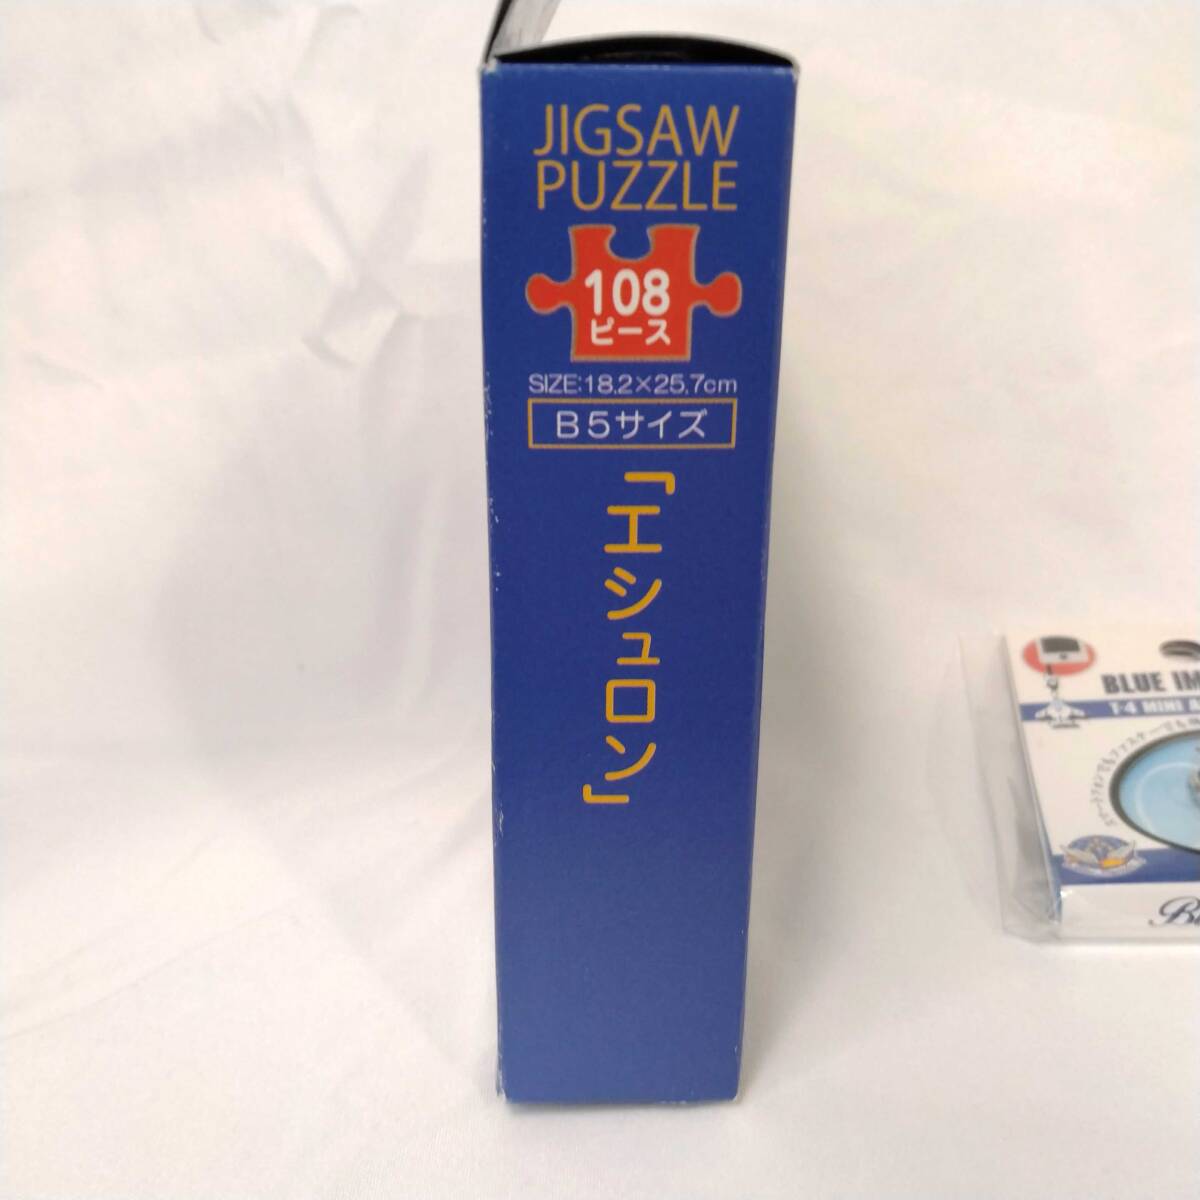 JIGSAW
PUZZLE
108
ピース
SIZE:18.2×25.7cm
B5サイズ
「エシュロン」
BLUE IM
T-4 MINI